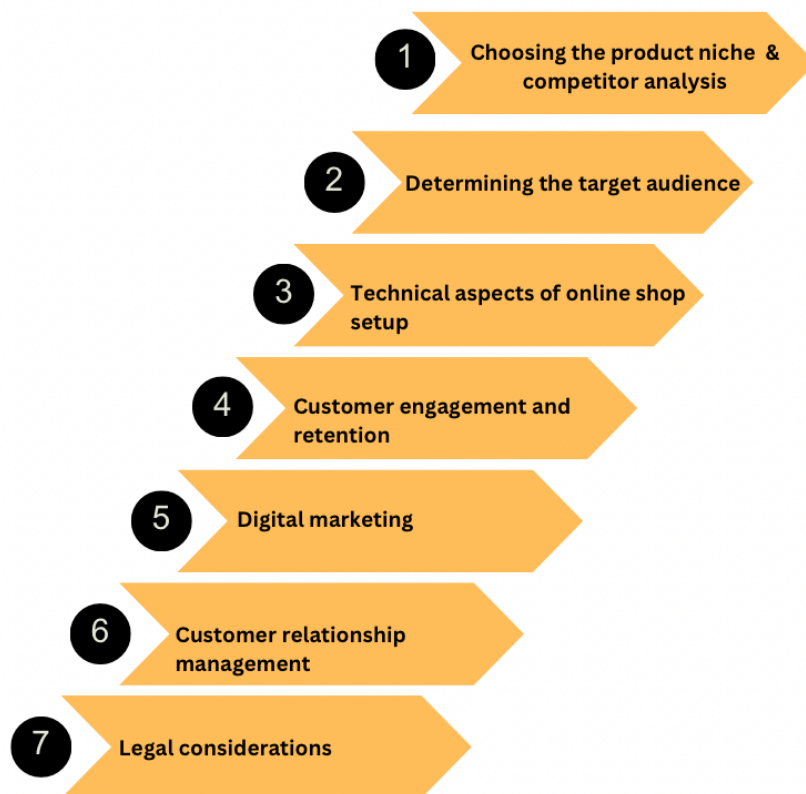 1
Choosing the product niche &
competitor analysis
2
Determining the target audience
3
Technical aspects of online shop
setup
4
Customer engagement and
retention
5
Digital marketing
6
Customer relationship
management
7
Legal considerations